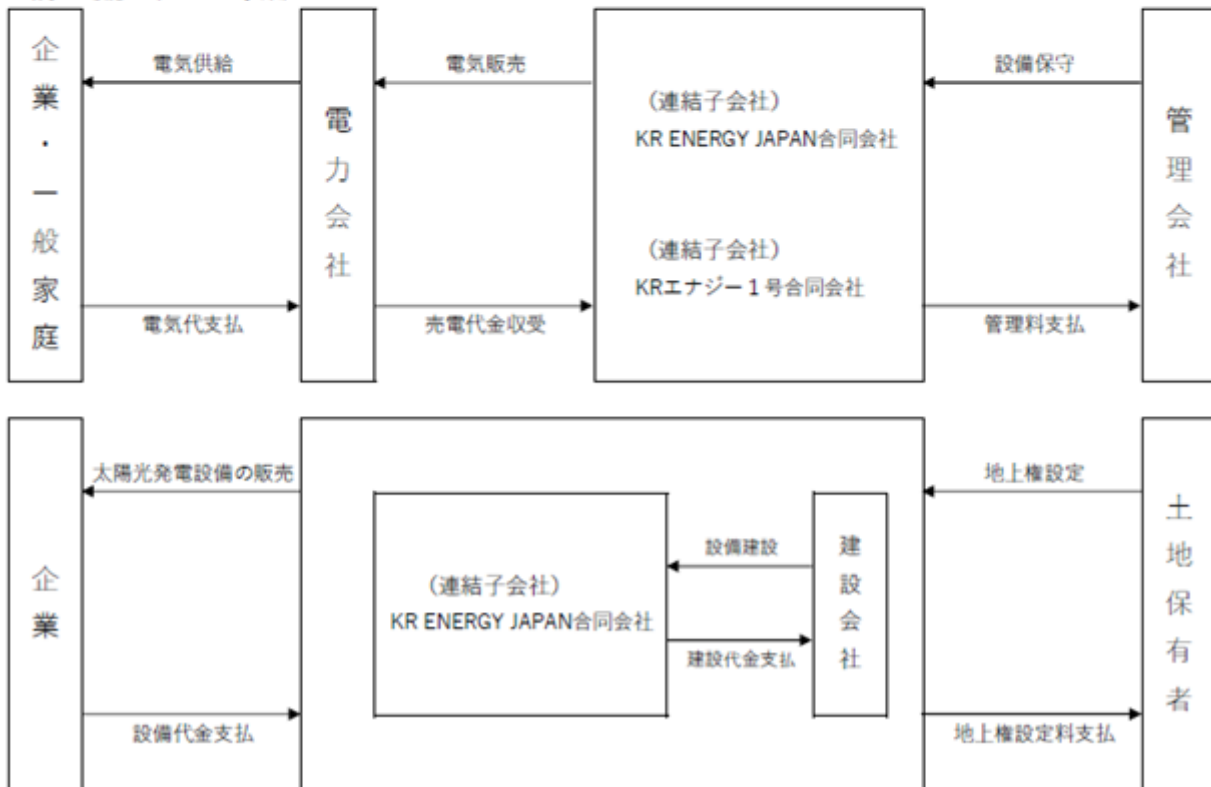 企業・一般家庭
電気供給
電気代支払
電力会社
電気販売
売電代金収受
（連結子会社）
KR ENERGY JAPAN合同会社
（連結子会社）
KRエナジー１号合同会社
設備保守
管理料支払
管理会社
企業
太陽光発電設備の販売
設備代金支払
（連結子会社）
KR ENERGY JAPAN合同会社
設備建設
建設代金支払
建設会社
地上権設定
地上権設定料支払
土地保有者